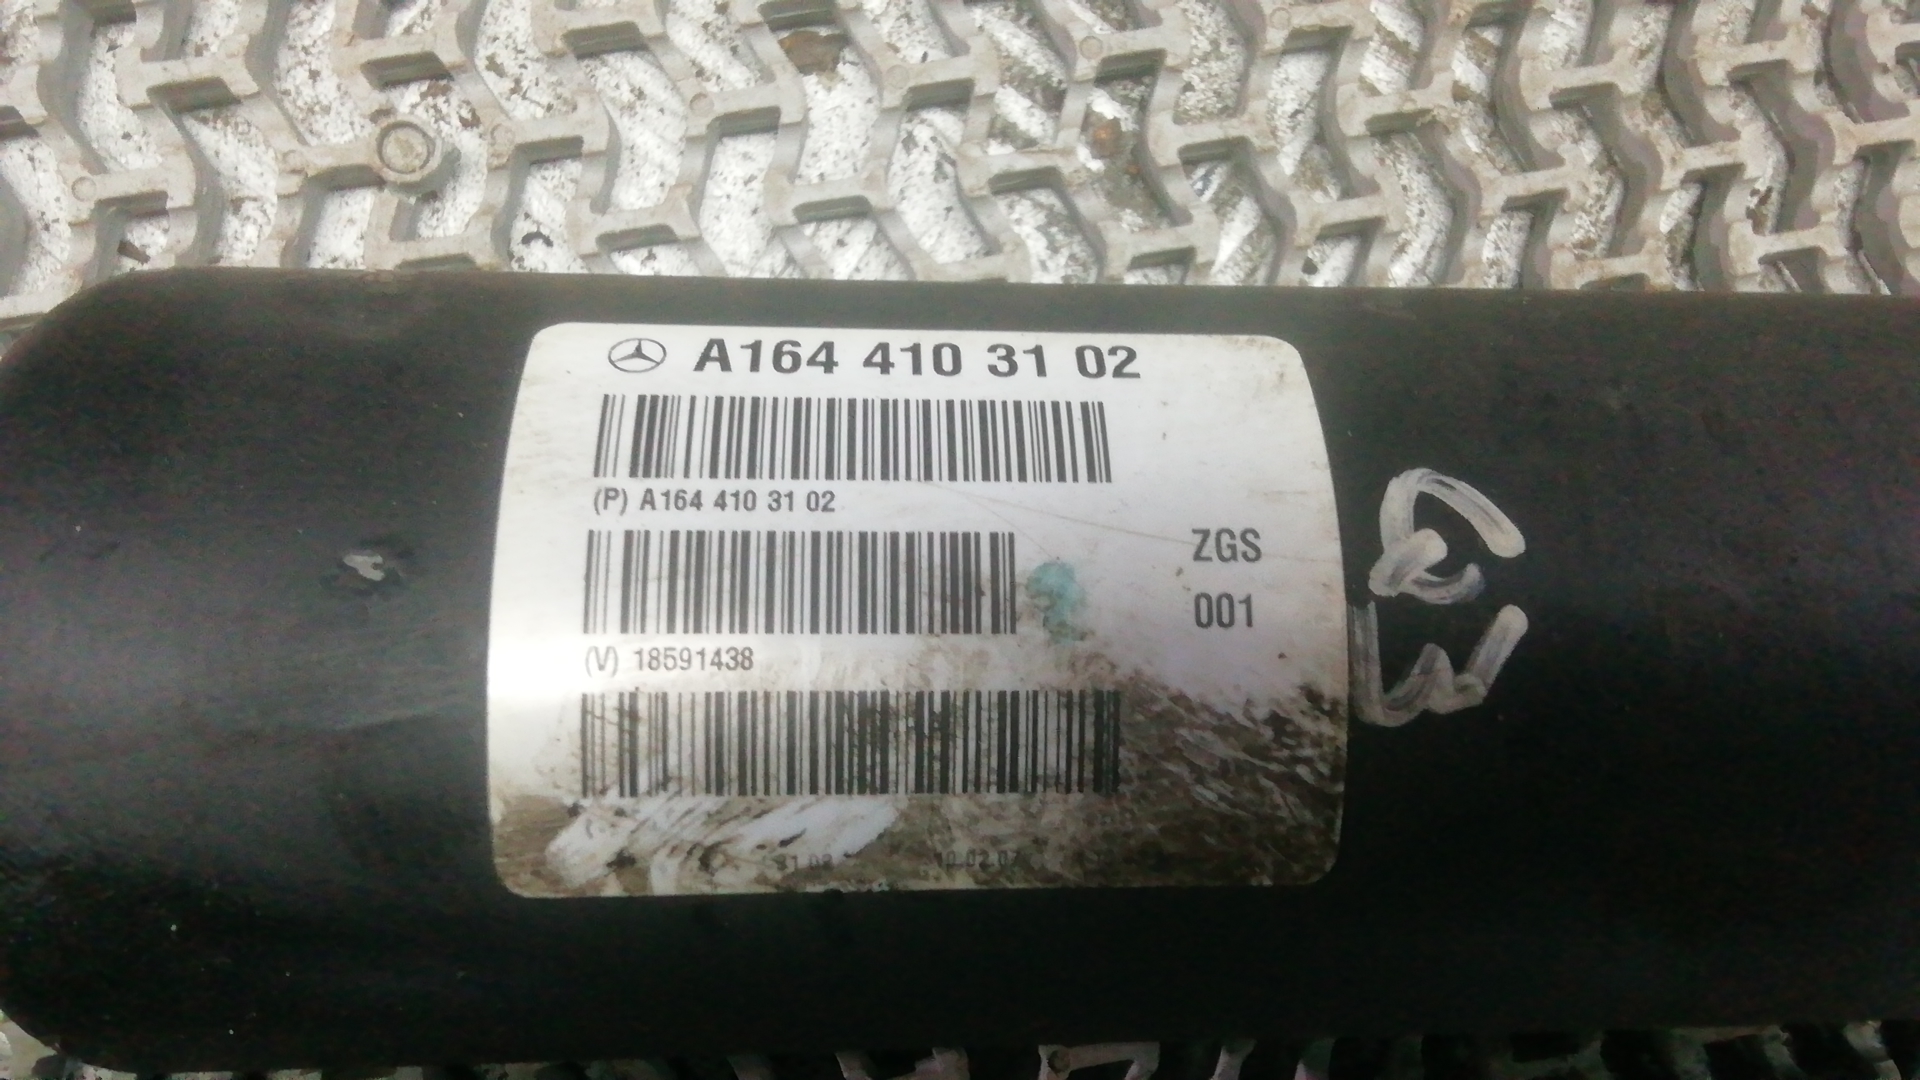 A164 410 31 02
(P) A164 410 31 02
ZGS
001
(V) 18591438